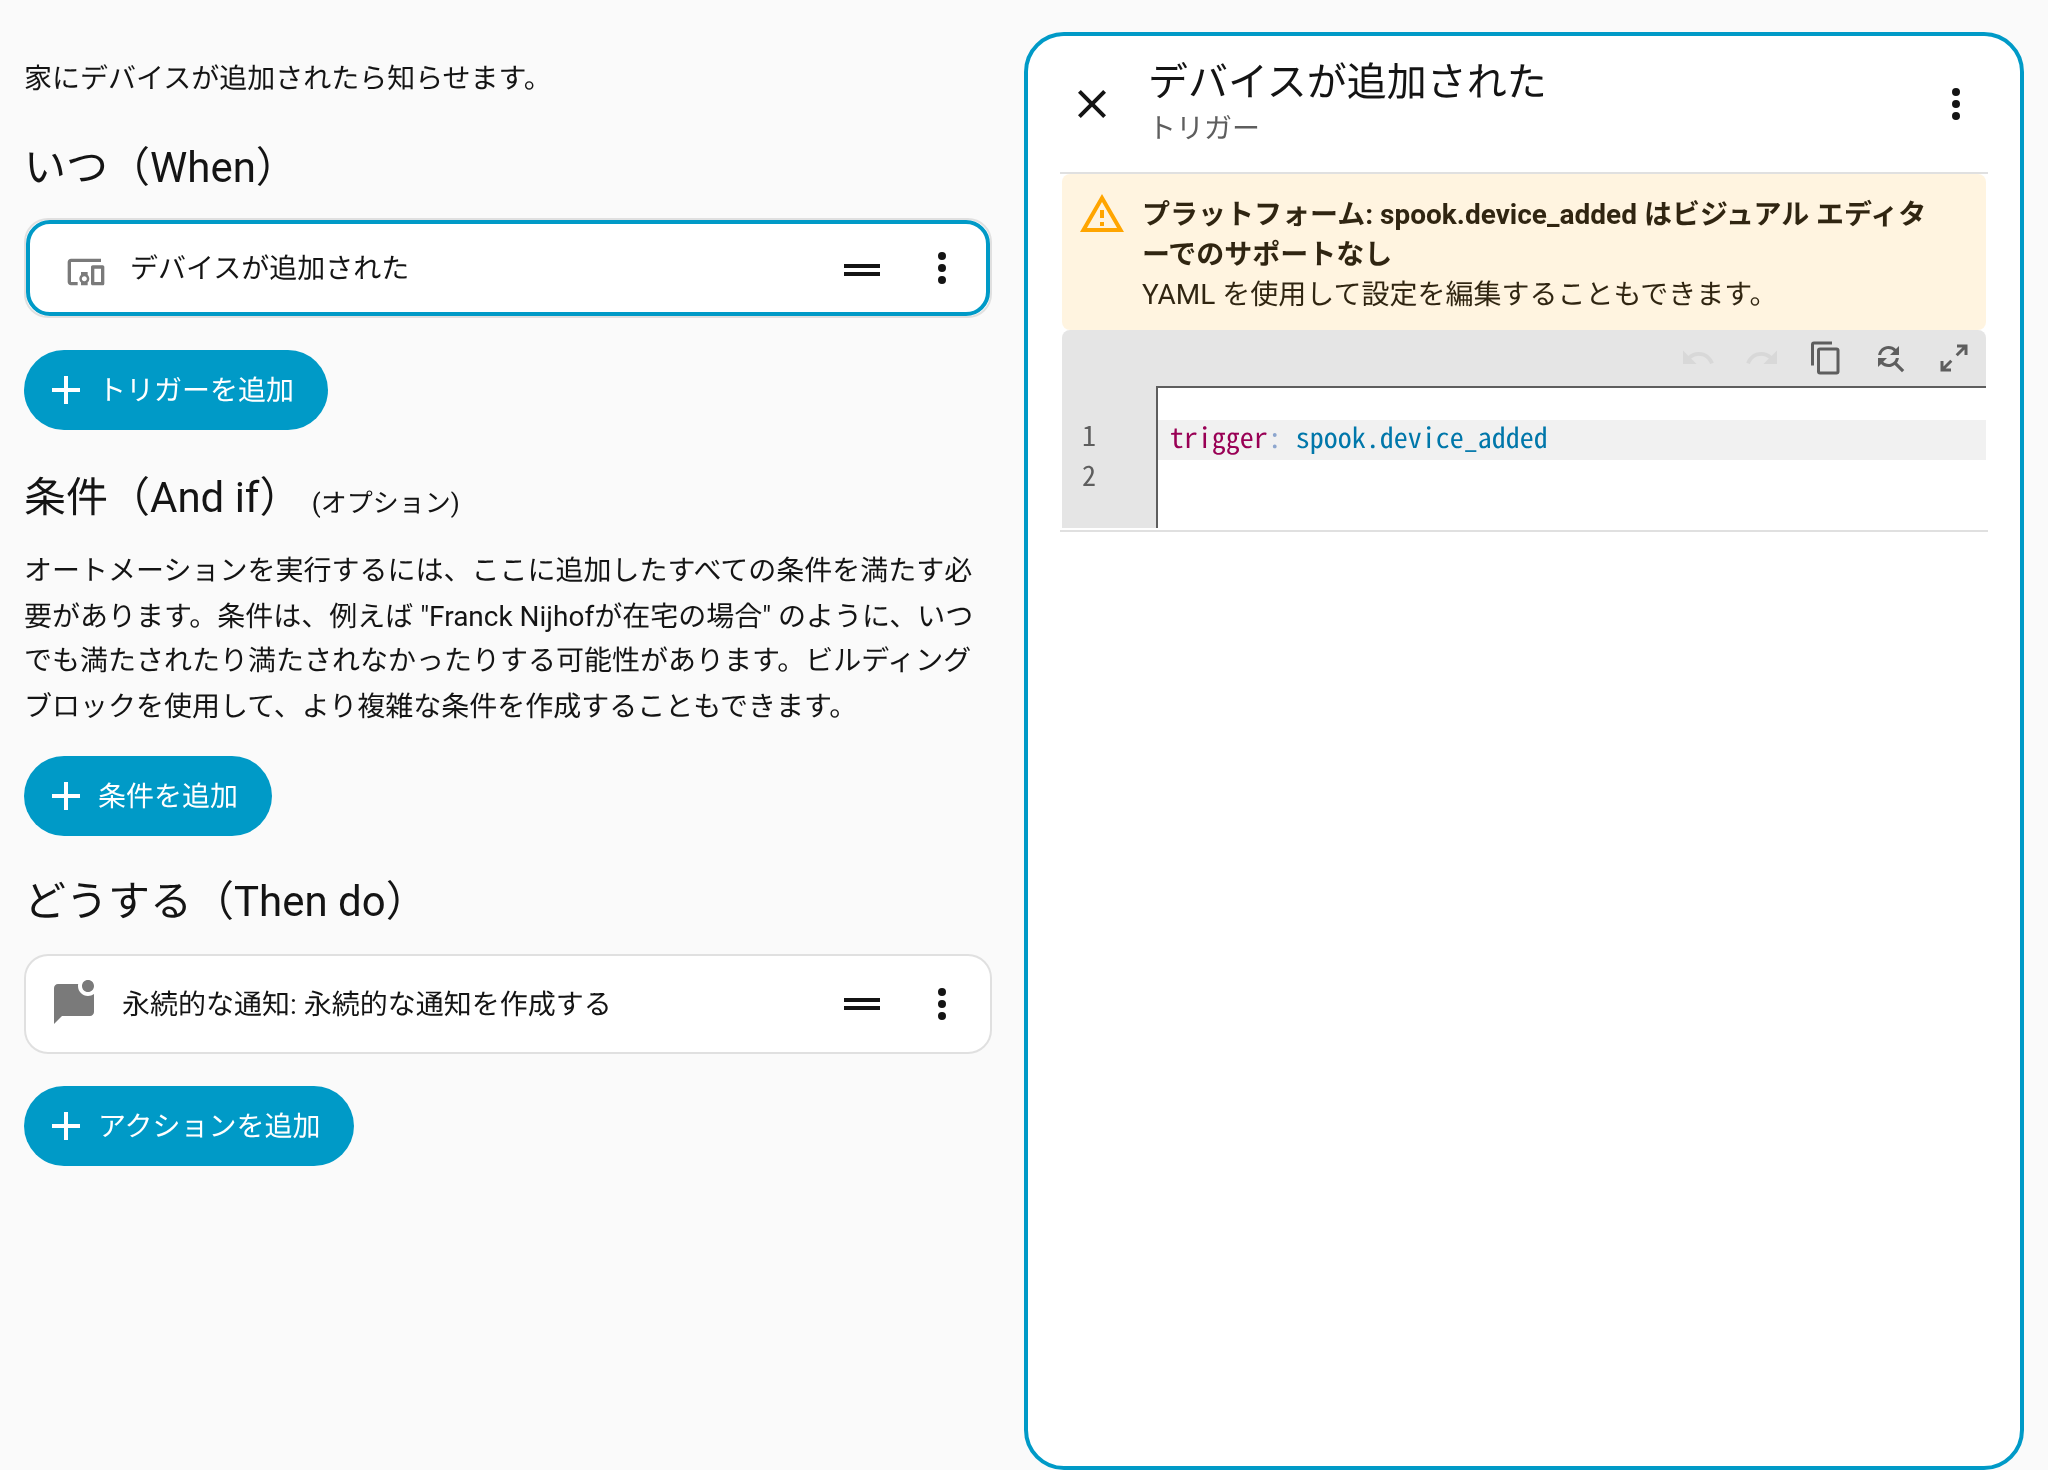 家にデバイスが追加されたら知らせます。
いつ（When）
デバイスが追加された
トリガーを追加
条件（And if） (オプション)
オートメーションを実行するには、ここに追加したすべての条件を満たす必
要があります。条件は、例えば "Franck Nijhofが在宅の場合" のように、いつ
でも満たされたり満たされなかったりする可能性があります。ビルディング
ブロックを使用して、より複雑な条件を作成することもできます。
条件を追加
どうする（Then do）
永続的な通知: 永続的な通知を作成する
アクションを追加
デバイスが追加された
トリガー
プラットフォーム: spook.device_added はビジュアル エディタ
ーでのサポートなし
YAML を使用して設定を編集することもできます。
1 trigger: spook.device_added
2